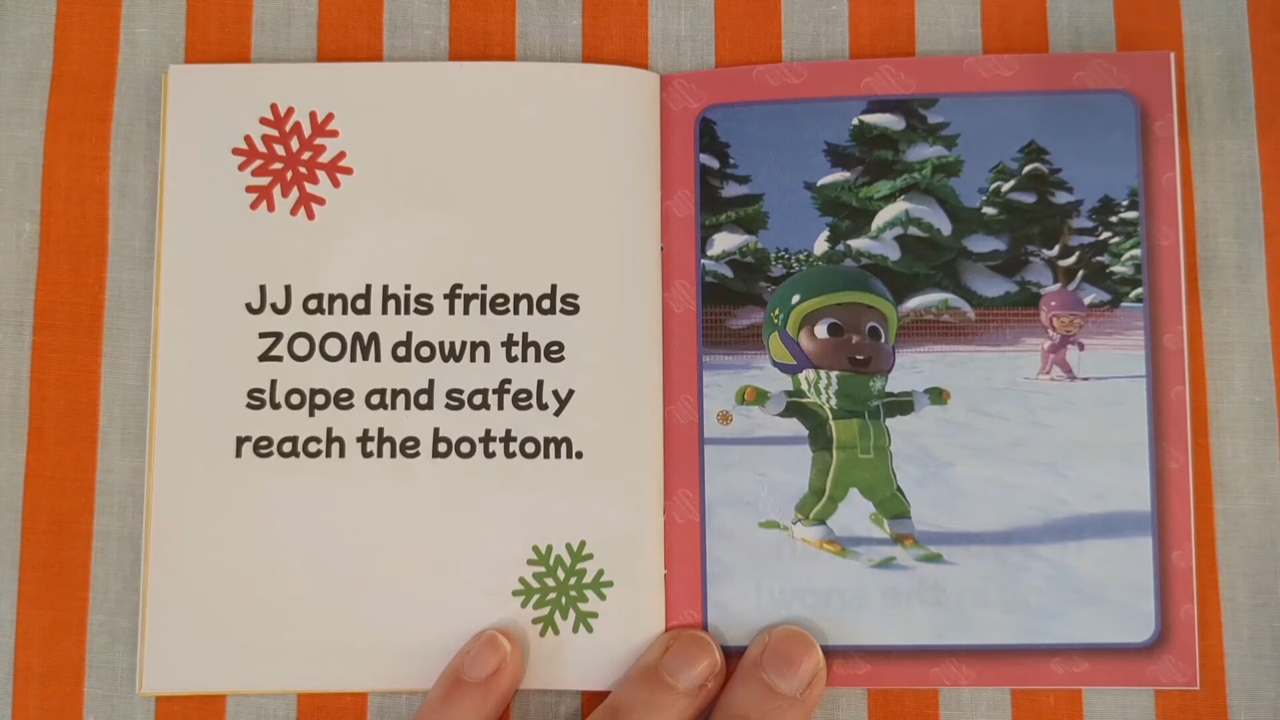 JJ and his friends
ZOOM down the
slope and safely
reach the bottom.